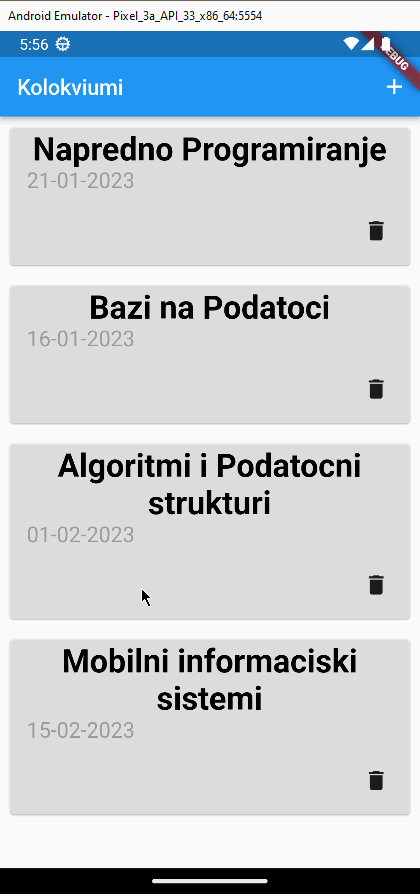 Android Emulator - Pixel_3a_API_33_x86_64:5554
5:56
Kolokviumi
Napredno Programiranje
21-01-2023
Bazi na Podatoci
16-01-2023
Algoritmi i Podatocni
strukturi
01-02-2023
Mobilni informaciski
sistemi
15-02-2023